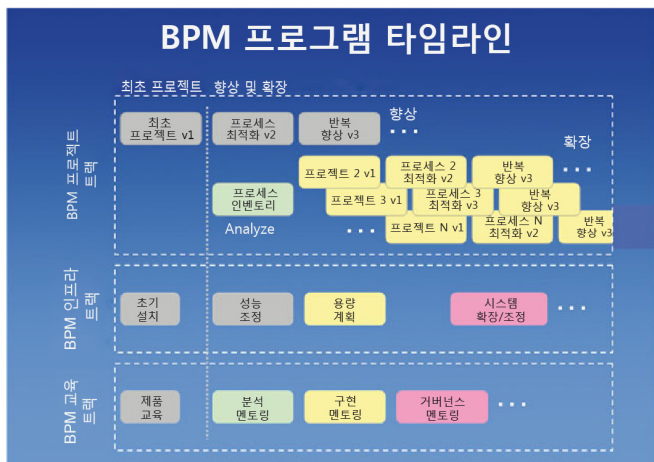 BPM 프로그램 타임라인
최초 프로젝트
향상 및 확장
BPM 프로젝트
트랙
최초
프로젝트 v1
프로세스
최적화 v2
반복
향상 v3
향상
...
확장
...
프로젝트 2 v1
프로세스 2
최적화 v2
반복
향상 v3
프로세스
인벤토리
Analyze
프로젝트 3 v1
프로세스 3
최적화 v3
반복
향상 v3
...
프로젝트 N v1
프로세스 N
최적화 v2
반복
향상 v3
BPM 인프라
트랙
초기
설치
성능
조정
용량
계획
시스템
확장/조정
...
BPM 교육
트랙
제품
교육
분석
멘토링
구현
멘토링
거버넌스
멘토링
...